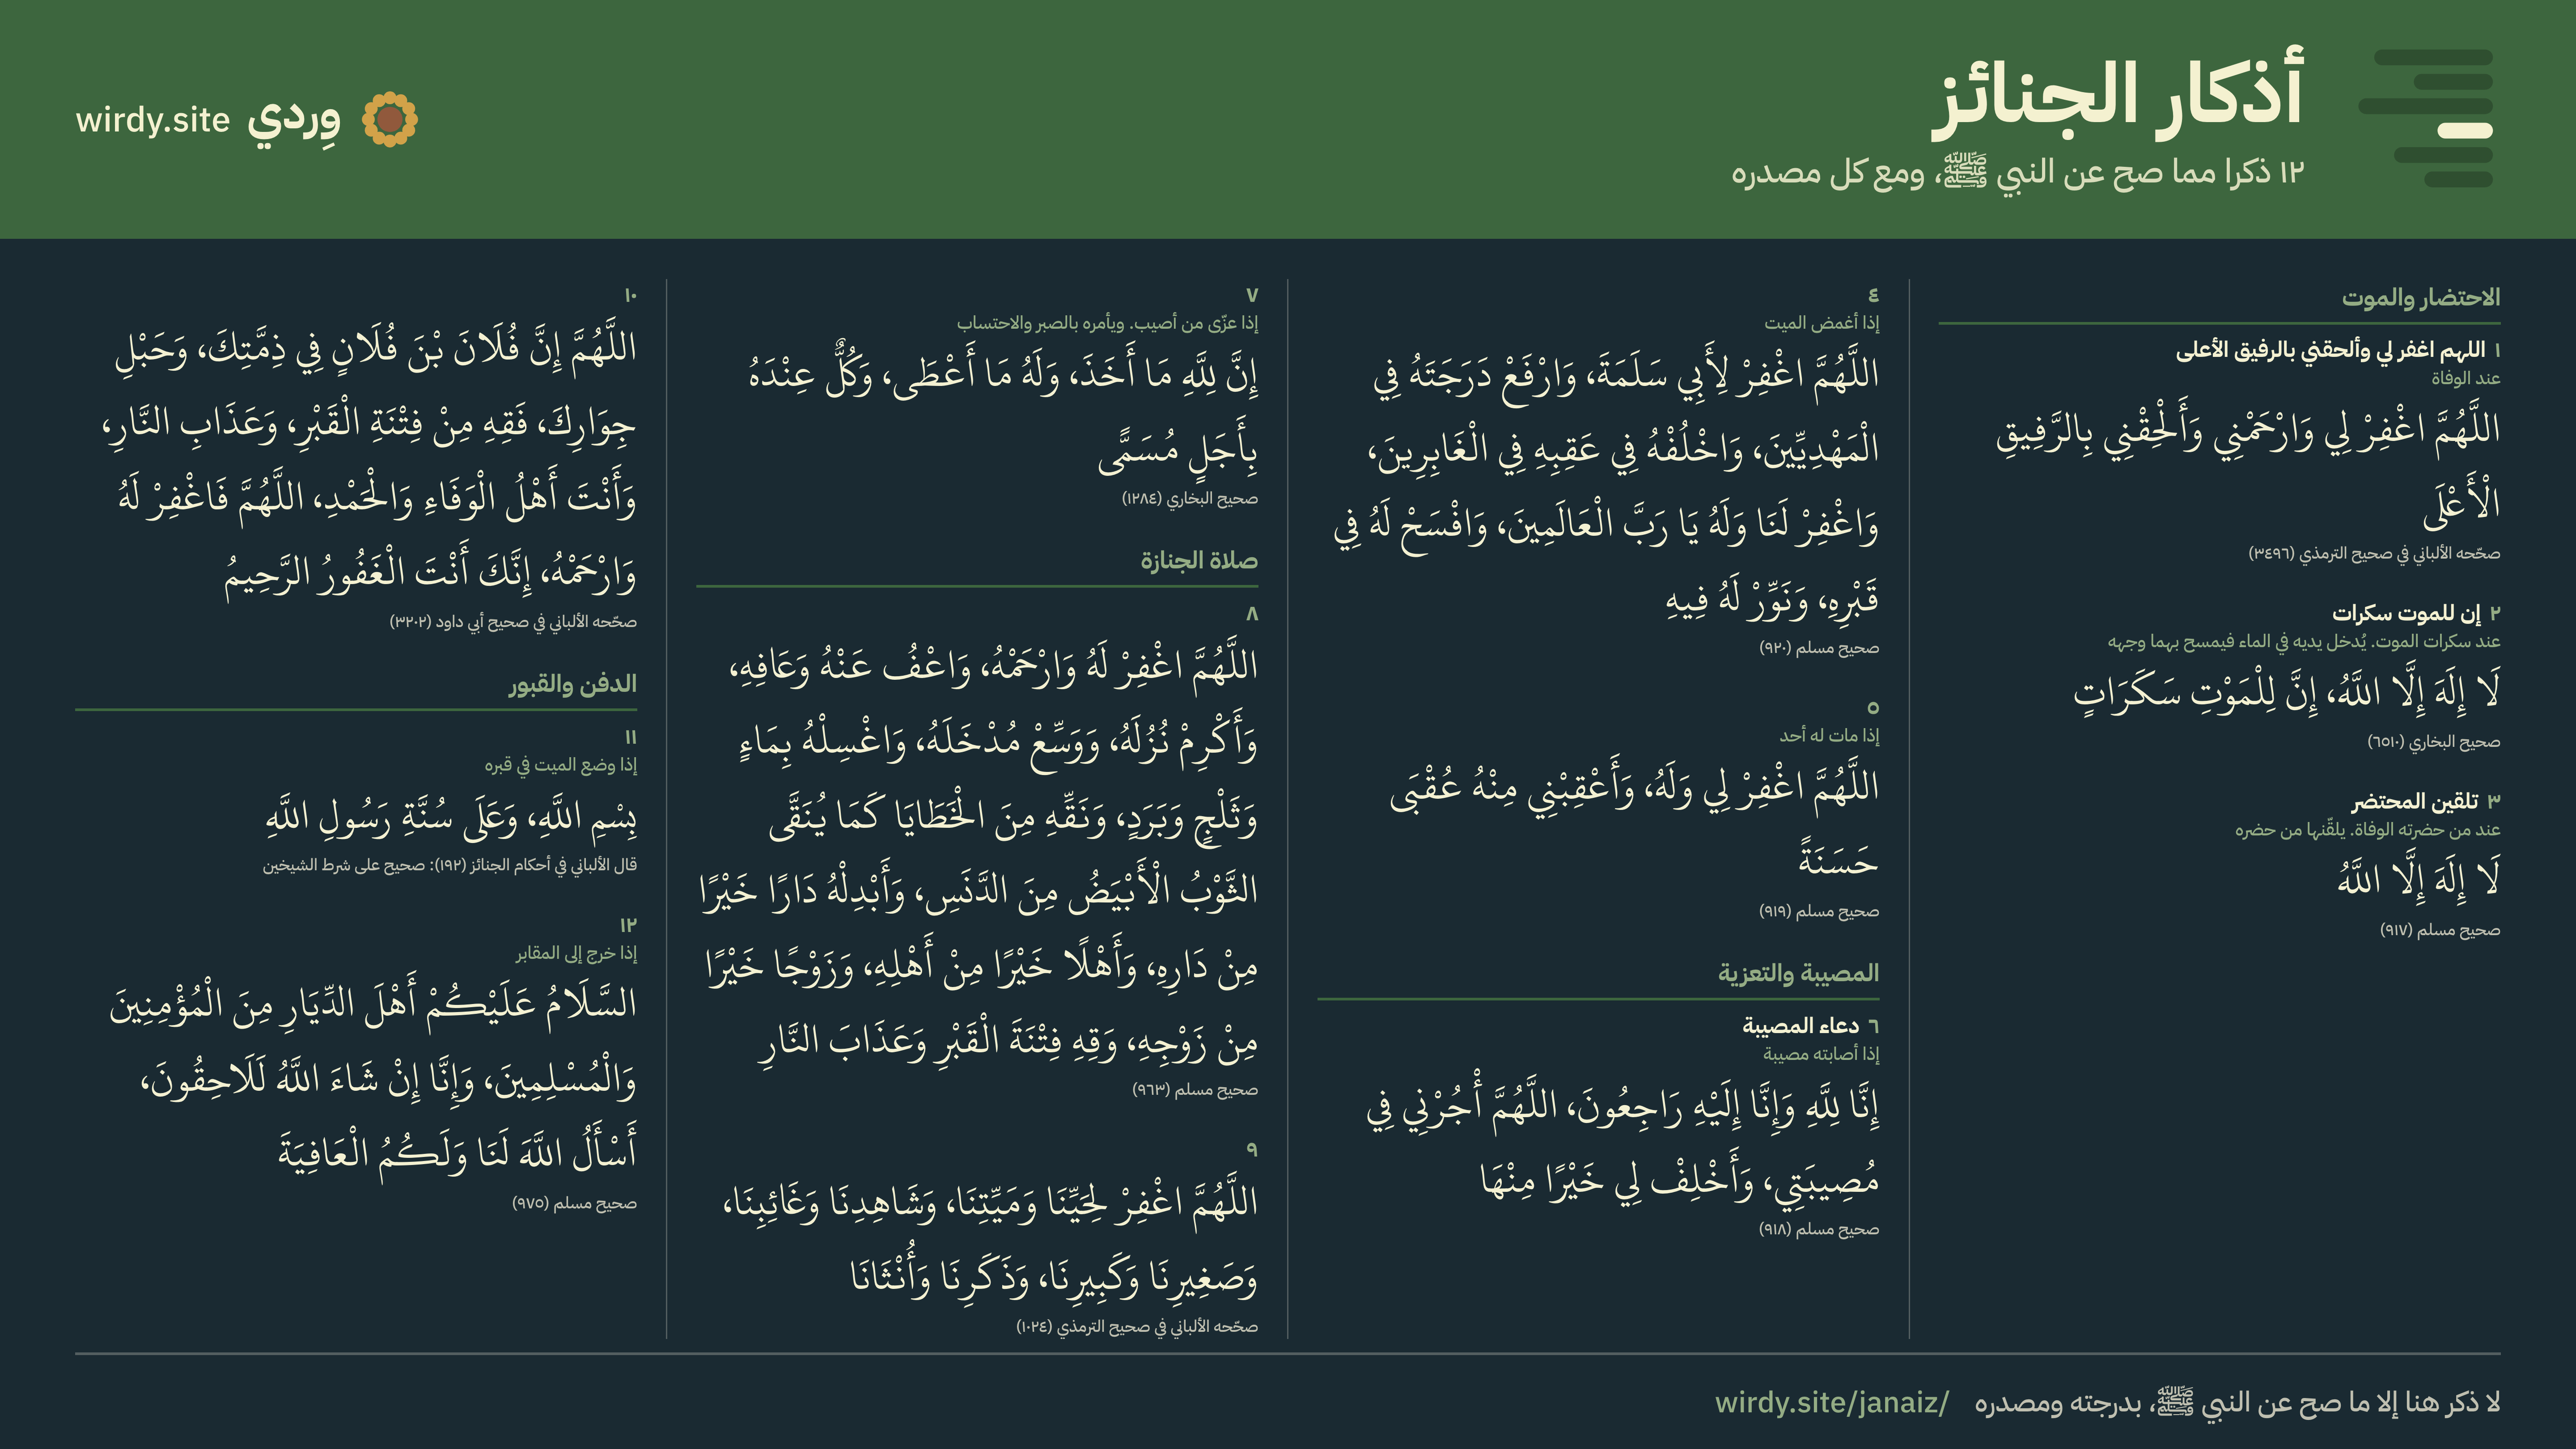 أذكار الجنائز
١٢ ذكرا مما صح عن النبي ﷺ، ومع كل مصدره
وِردي wirdy.site
الاحتضار والموت
١ اللهم اغفر لي وألحقني بالرفيق الأعلى
عند الوفاة
اللَّهُمَّ اغْفِرْ لِي وَارْحَمْنِي وَأَلْحِقْنِي بِالرَّفِيقِ
الْأَعْلَى
صحّحه الألباني في صحيح الترمذي (٣٤٩٦)
٢ إن للموت سكرات
عند سكرات الموت. يُدخل يديه في الماء فيمسح بهما وجهه
لَا إِلَهَ إِلَّا اللَّهُ، إِنَّ لِلْمَوْتِ سَكَرَاتٍ
صحيح البخاري (٦٥١٠)
٣ تلقين المحتضر
عند من حضرته الوفاة. يلقّنها من حضره
لَا إِلَهَ إِلَّا اللَّهُ
صحيح مسلم (٩١٧)
٤
إذا أغمض الميت
اللَّهُمَّ اغْفِرْ لِأَبِي سَلَمَةَ، وَارْفَعْ دَرَجَتَهُ فِي
الْمَهْدِيِّينَ، وَاخْلُفْهُ فِي عَقِبِهِ فِي الْغَابِرِينَ،
وَاغْفِرْ لَنَا وَلَهُ يَا رَبَّ الْعَالَمِينَ، وَافْسَحْ لَهُ فِي
قَبْرِهِ، وَنَوِّرْ لَهُ فِيهِ
صحيح مسلم (٩٢٠)
٥
إذا مات له أحد
اللَّهُمَّ اغْفِرْ لِي وَلَهُ، وَأَعْقِبْنِي مِنْهُ عُقْبَى
حَسَنَةً
صحيح مسلم (٩١٩)
المصيبة والتعزية
٦ دعاء المصيبة
إذا أصابته مصيبة
إِنَّا لِلَّهِ وَإِنَّا إِلَيْهِ رَاجِعُونَ، اللَّهُمَّ أْجُرْنِي فِي
مُصِيبَتِي، وَأَخْلِفْ لِي خَيْرًا مِنْهَا
صحيح مسلم (٩١٨)
٧
إذا عزّى من أصيب. ويأمره بالصبر والاحتساب
إِنَّ لِلَّهِ مَا أَخَذَ، وَلَهُ مَا أَعْطَى، وَكُلٌّ عِنْدَهُ
بِأَجَلٍ مُسَمًّى
صحيح البخاري (١٢٨٤)
صلاة الجنازة
٨
اللَّهُمَّ اغْفِرْ لَهُ وَارْحَمْهُ، وَاعْفُ عَنْهُ وَعَافِهِ،
وَأَكْرِمْ نُزُلَهُ، وَوَسِّعْ مُدْخَلَهُ، وَاغْسِلْهُ بِمَاءٍ
وَثَلْجٍ وَبَرَدٍ، وَنَقِّهِ مِنَ الْخَطَايَا كَمَا يُنَقَّى
الثَّوْبُ الْأَبْيَضُ مِنَ الدَّنَسِ، وَأَبْدِلْهُ دَارًا خَيْرًا
مِنْ دَارِهِ، وَأَهْلًا خَيْرًا مِنْ أَهْلِهِ، وَزَوْجًا خَيْرًا
مِنْ زَوْجِهِ، وَقِهِ فِتْنَةَ الْقَبْرِ وَعَذَابَ النَّارِ
صحيح مسلم (٩٦٣)
٩
اللَّهُمَّ اغْفِرْ لِحَيِّنَا وَمَيِّتِنَا، وَشَاهِدِنَا وَغَائِبِنَا،
وَصَغِيرِنَا وَكَبِيرِنَا، وَذَكَرِنَا وَأُنْثَانَا
صحّحه الألباني في صحيح الترمذي (١٠٢٤)
١٠
اللَّهُمَّ إِنَّ فُلَانَ بْنَ فُلَانٍ فِي ذِمَّتِكَ، وَحَبْلِ
جِوَارِكَ، فَقِهِ مِنْ فِتْنَةِ الْقَبْرِ، وَعَذَابِ النَّارِ،
وَأَنْتَ أَهْلُ الْوَفَاءِ وَالْحَمْدِ، اللَّهُمَّ فَاغْفِرْ لَهُ
وَارْحَمْهُ، إِنَّكَ أَنْتَ الْغَفُورُ الرَّحِيمُ
صحّحه الألباني في صحيح أبي داود (٣٢٠٢)
الدفن والقبور
١١
إذا وضع الميت في قبره
بِسْمِ اللَّهِ، وَعَلَى سُنَّةِ رَسُولِ اللَّهِ
قال الألباني في أحكام الجنائز (١٩٢): صحيح على شرط الشيخين
١٢
إذا خرج إلى المقابر
السَّلَامُ عَلَيْكُمْ أَهْلَ الدِّيَارِ مِنَ الْمُؤْمِنِينَ
وَالْمُسْلِمِينَ، وَإِنَّا إِنْ شَاءَ اللَّهُ لَلَاحِقُونَ،
أَسْأَلُ اللَّهَ لَنَا وَلَكُمُ الْعَافِيَةَ
صحيح مسلم (٩٧٥)
لا ذكر هنا إلا ما صح عن النبي ﷺ، بدرجته ومصدره wirdy.site/janaiz/